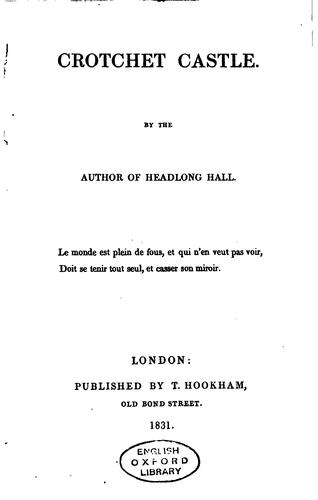 CROTCHET CASTLE.
BY THE
AUTHOR OF HEADLONG HALL.
Le monde est plein de fous, et qui n'en veut pas voir,
Doit se tenir tout seul, et casser son miroir.
LONDON:
PUBLISHED BY T. HOOKHAM,
OLD BOND STREET.
1831.
ENGLISH
OXFORD
LIBRARY